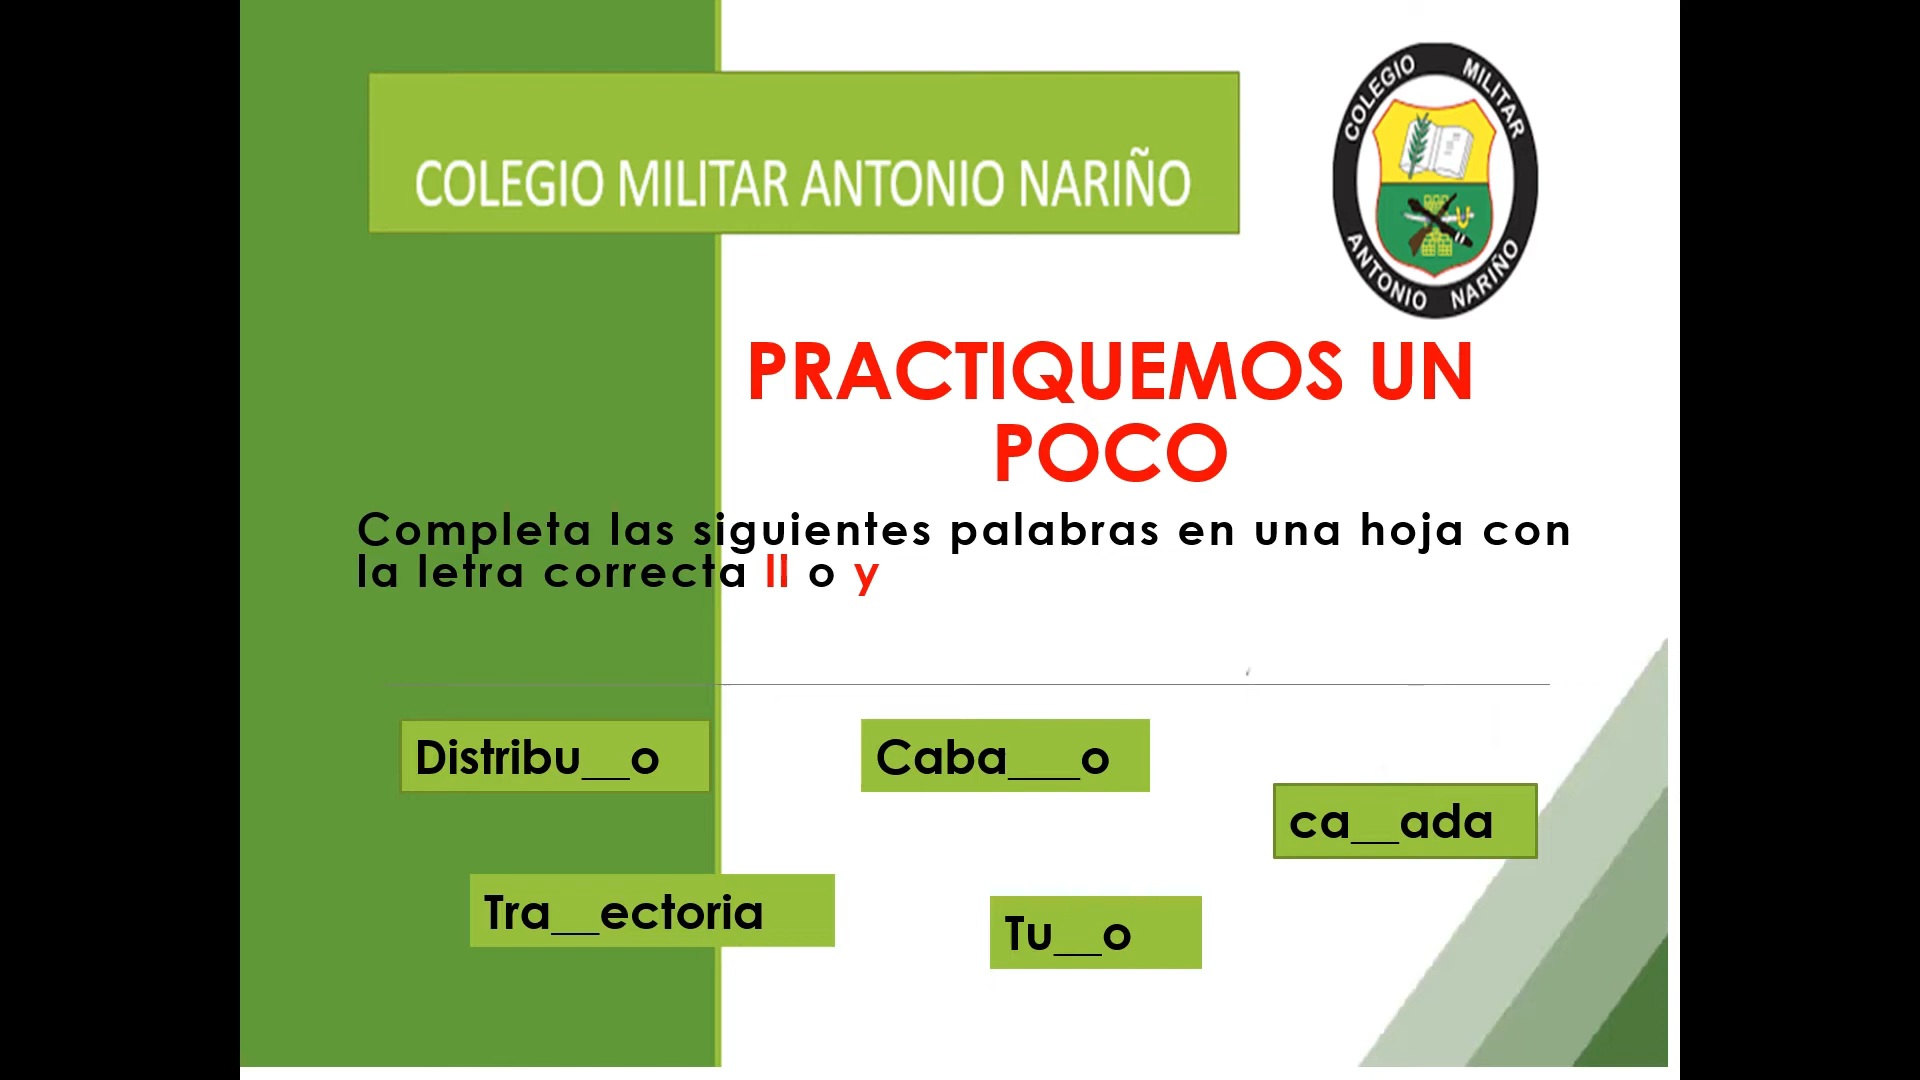 COLEGIO MILITAR ANTONIO NARIÑO
COLEGIO MILITAR
ANTONIO NARIÑO
PRACTIQUEMOS UN
POCO
Completa las siguientes palabras en una hoja con
la letra correcta ll o y
Distribu__o
Caba___o
ca__ada
Tra__ectoria
Tu__o